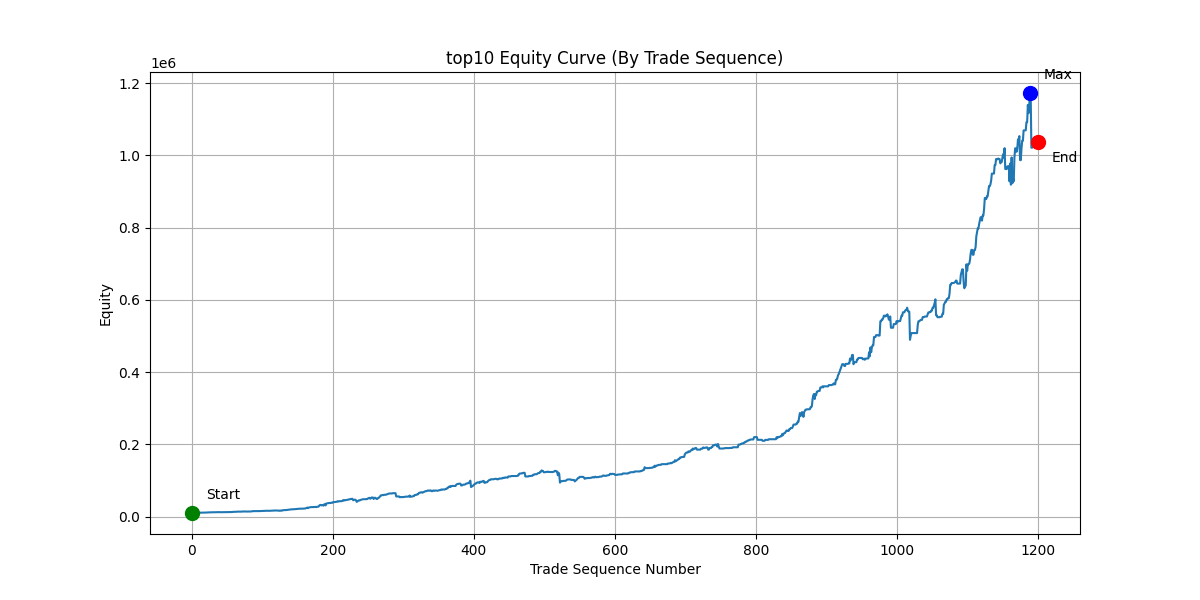 top10 Equity Curve (By Trade Sequence)
1e6
Max
1.2
1.0
End
0.8
0.6
Equity
0.4
0.2
Start
0.0
0 200 400 600 800 1000 1200
Trade Sequence Number